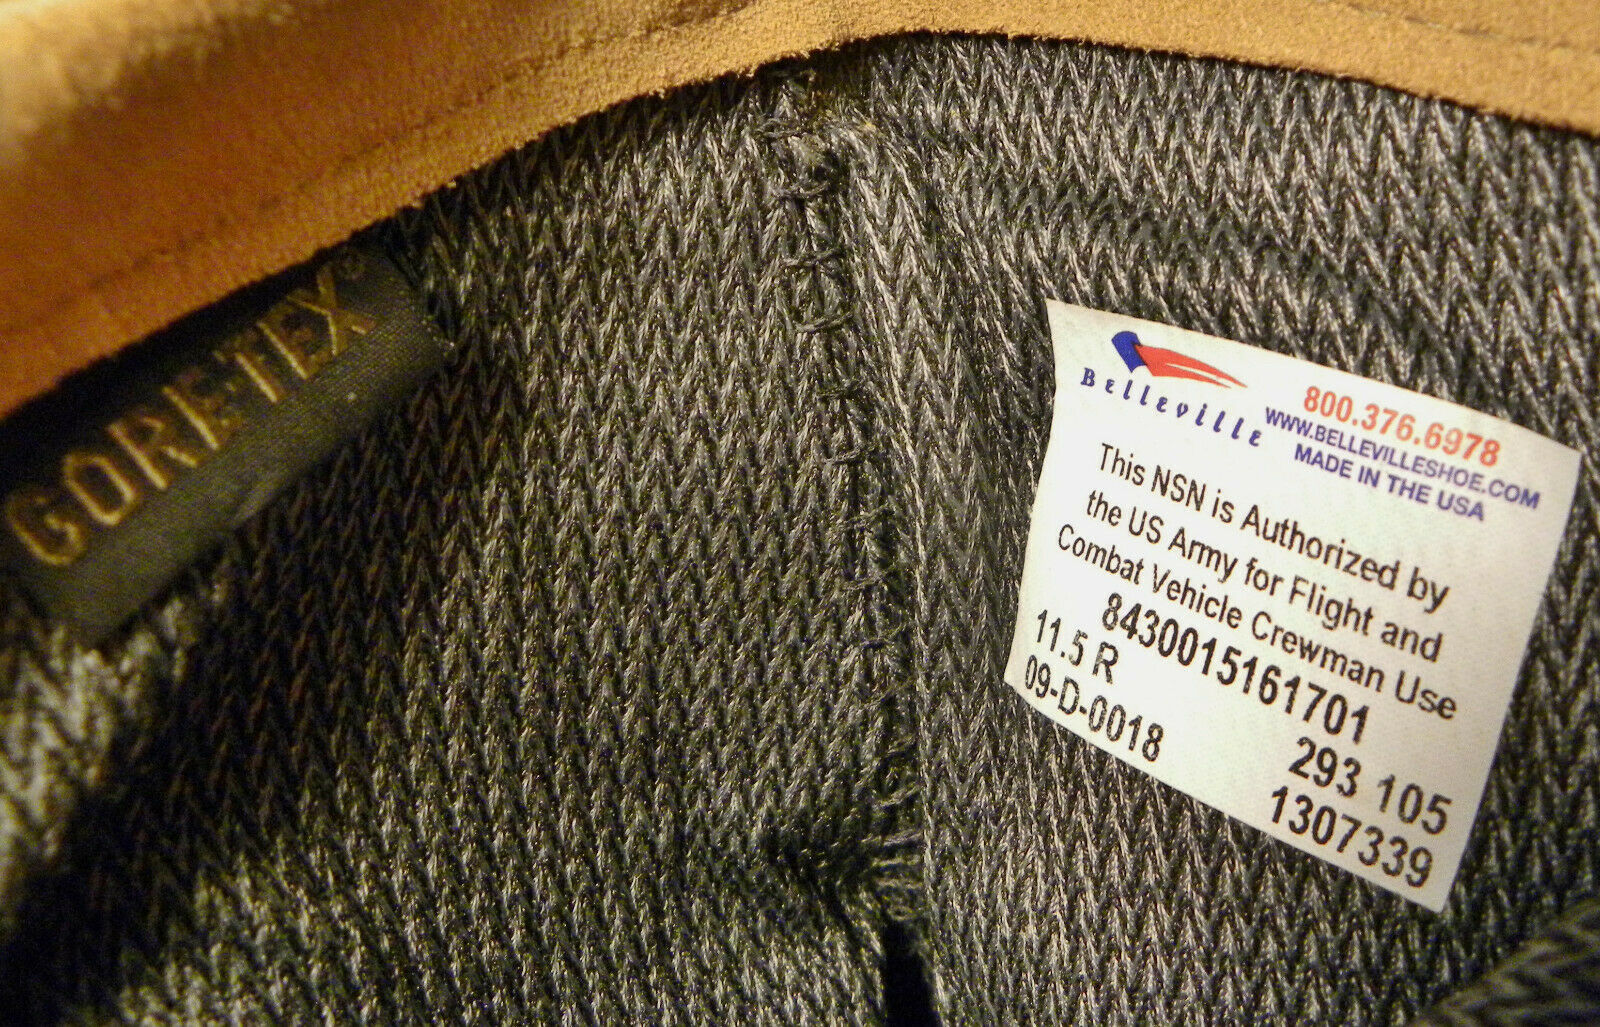 GORE-TEX®
Belleville
800.376.6978
WWW.BELLEVILLESHOE.COM
MADE IN THE USA
This NSN is Authorized by
the US Army for Flight and
Combat Vehicle Crewman Use
8430015161701
11.5 R 293 105
09-D-0018 1307339